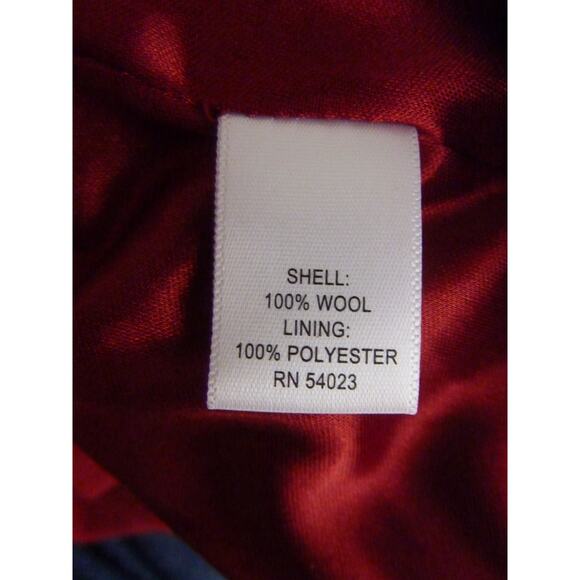 SHELL:
100% WOOL
LINING:
100% POLYESTER
RN 54023